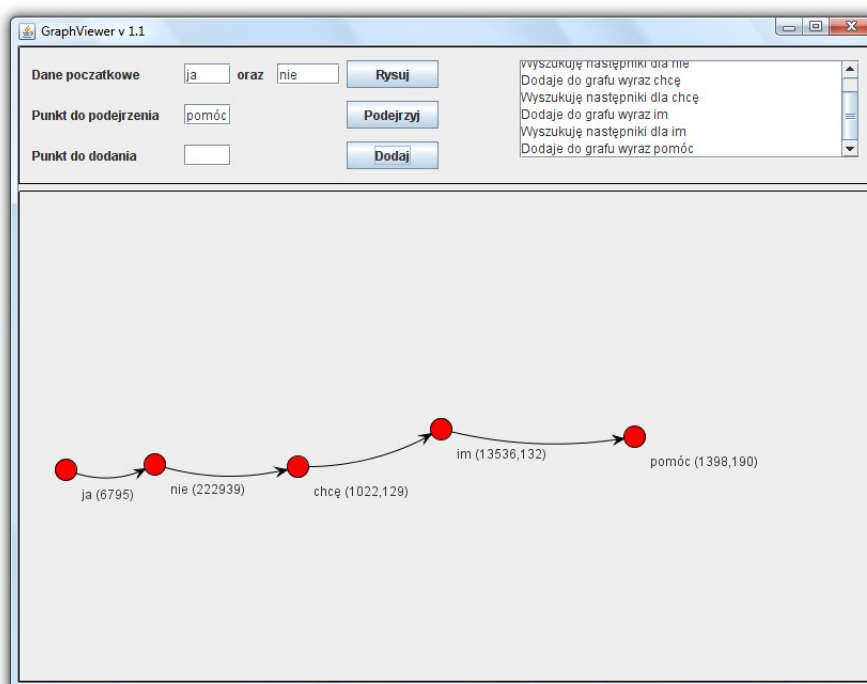 GraphViewer v 1.1
Dane poczatkowe ja oraz nie Rysuj
Punkt do podejrzenia pomóc Podejrzyj
Punkt do dodania Dodaj
Wyszukuję następniki dla nie
Dodaje do grafu wyraz chcę
Wyszukuję następniki dla chcę
Dodaje do grafu wyraz im
Wyszukuję następniki dla im
Dodaje do grafu wyraz pomóc
ja (6795)
nie (222939)
chcę (1022,129)
im (13536,132)
pomóc (1398,190)